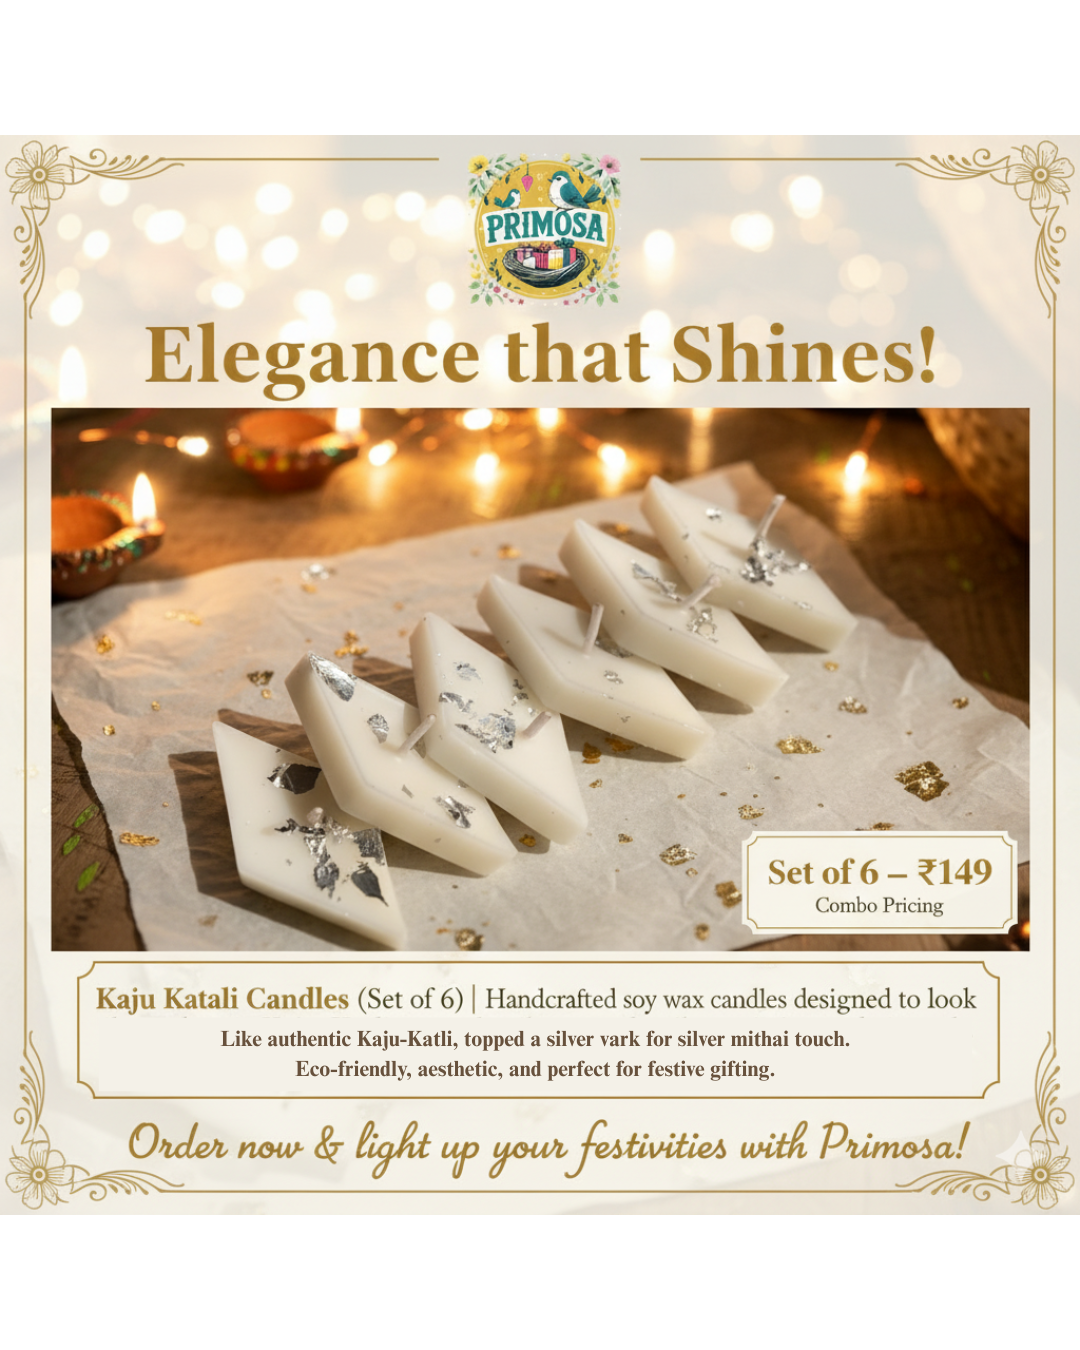 PRIMOSA
Elegance that Shines!
Set of 6 – ₹149
Combo Pricing
Kaju Katali Candles (Set of 6) | Handcrafted soy wax candles designed to look
Like authentic Kaju-Katli, topped a silver vark for silver mithai touch.
Eco-friendly, aesthetic, and perfect for festive gifting.
Order now & light up your festivities with Primosa!